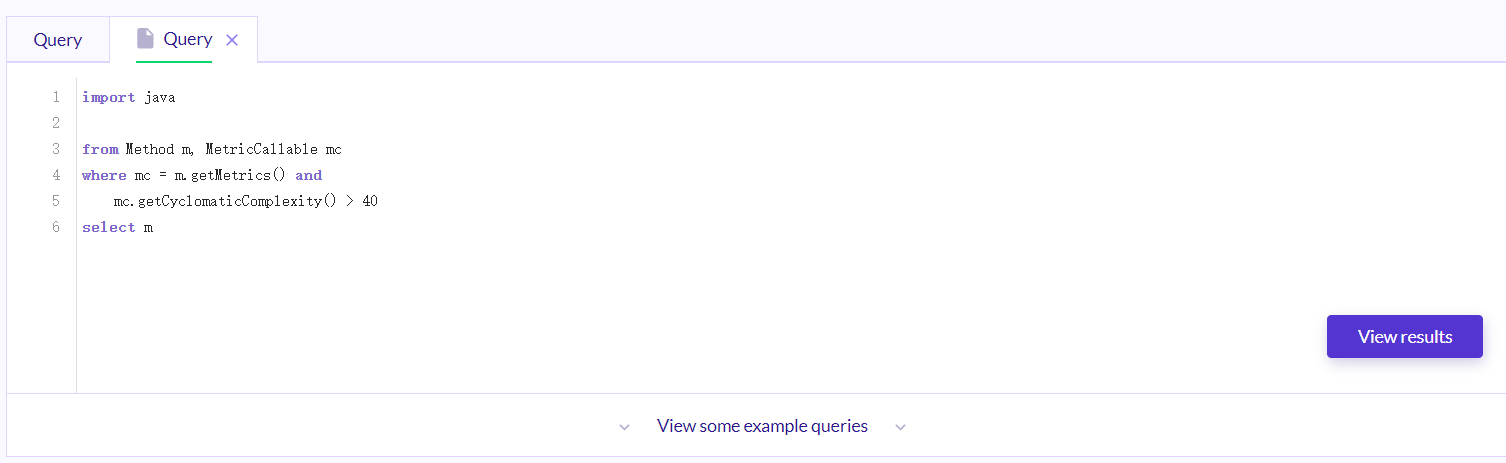 Query Query
1 import java
2
3 from Method m, MetricCallable mc
4 where mc = m.getMetrics() and
5 mc.getCyclomaticComplexity() > 40
6 select m
View results
View some example queries